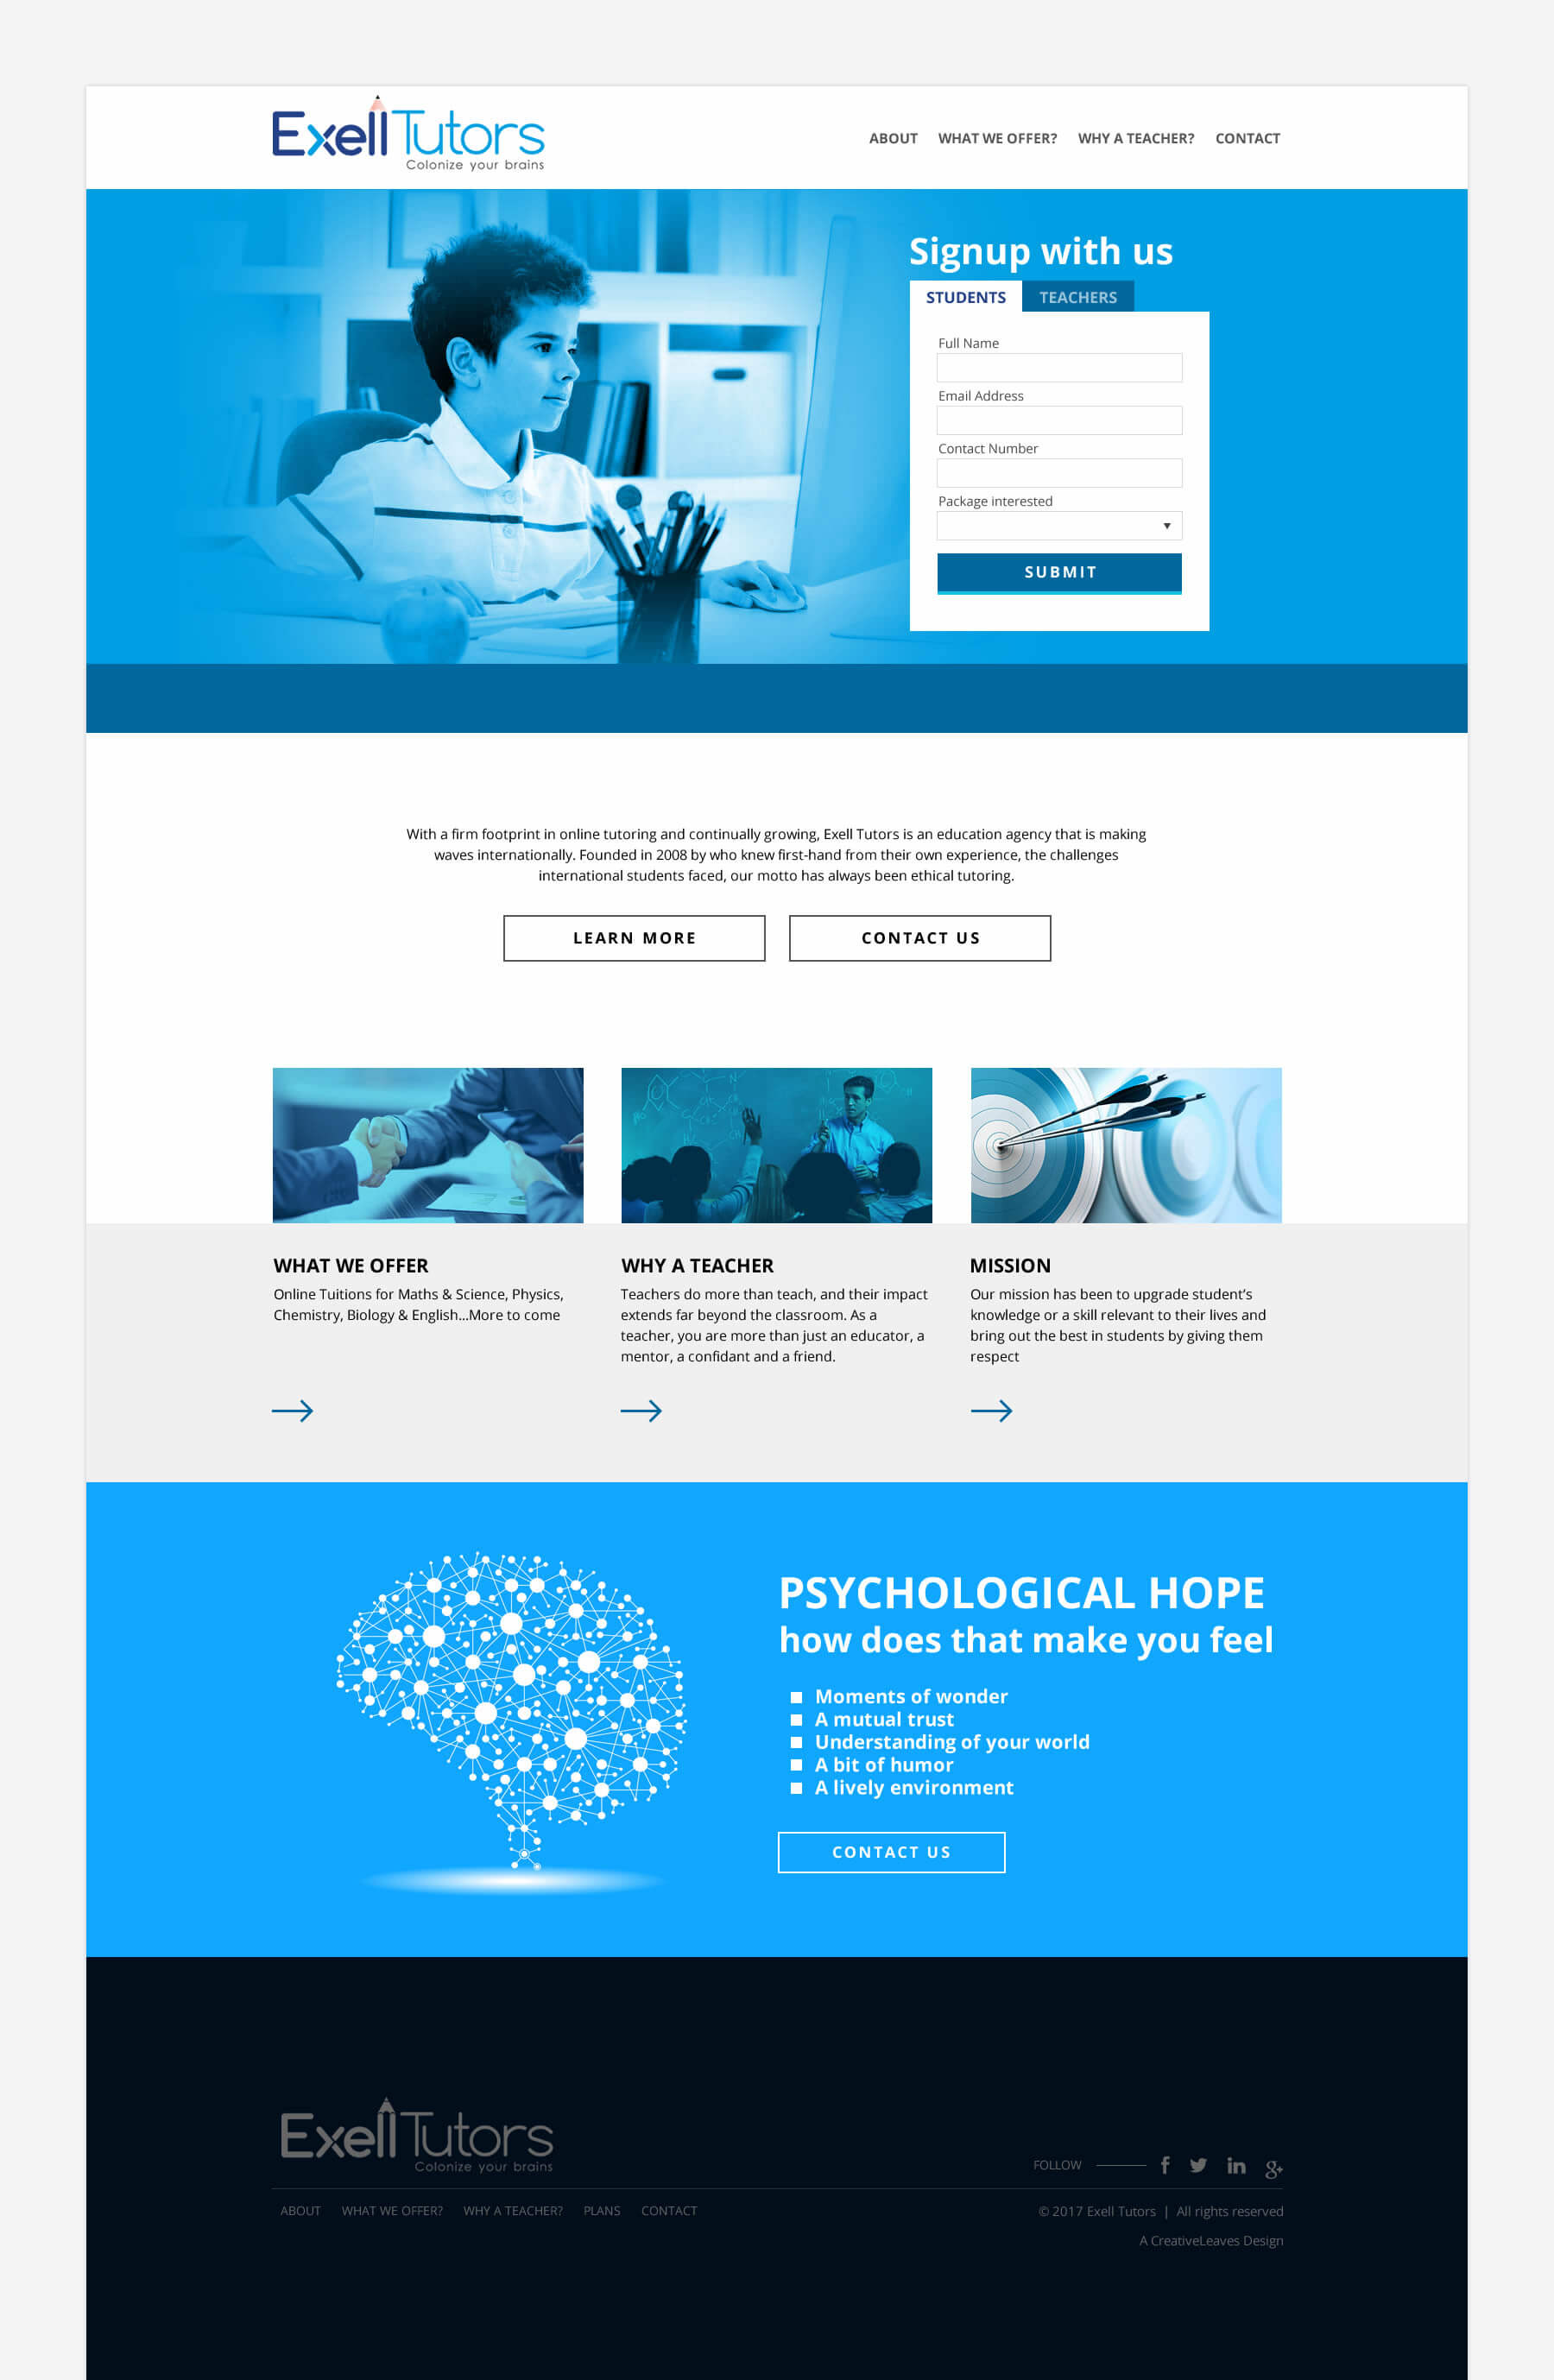 Exell Tutors
Colonize your brains
ABOUT WHAT WE OFFER? WHY A TEACHER? CONTACT
Signup with us
STUDENTS TEACHERS
Full Name
Email Address
Contact Number
Package interested
SUBMIT
With a firm footprint in online tutoring and continually growing, Exell Tutors is an education agency that is making
waves internationally. Founded in 2008 by who knew first-hand from their own experience, the challenges
international students faced, our motto has always been ethical tutoring.
LEARN MORE CONTACT US
WHAT WE OFFER
Online Tuitions for Maths & Science, Physics,
Chemistry, Biology & English...More to come
WHY A TEACHER
Teachers do more than teach, and their impact
extends far beyond the classroom. As a
teacher, you are more than just an educator, a
mentor, a confidant and a friend.
MISSION
Our mission has been to upgrade student's
knowledge or a skill relevant to their lives and
bring out the best in students by giving them
respect
PSYCHOLOGICAL HOPE
how does that make you feel
Moments of wonder
A mutual trust
Understanding of your world
A bit of humor
A lively environment
CONTACT US
Exell Tutors
Colonize your brains
FOLLOW f in g+
ABOUT WHAT WE OFFER? WHY A TEACHER? PLANS CONTACT
© 2017 Exell Tutors | All rights reserved
A CreativeLeaves Design